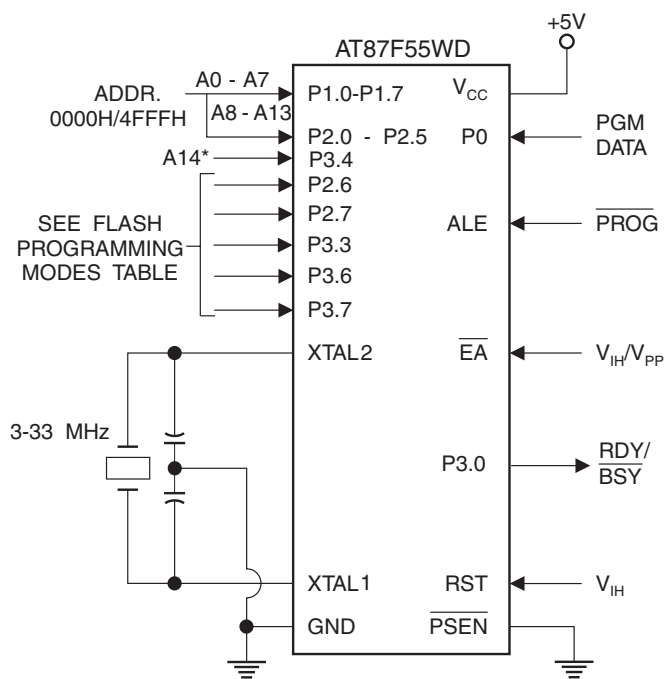 +5V
AT87F55WD
ADDR.
0000H/4FFFH
A0 - A7
A8 - A13
A14*
SEE FLASH
PROGRAMMING
MODES TABLE
3-33 MHz
P1.0-P1.7
P2.0 - P2.5
P3.4
P2.6
P2.7
P3.3
P3.6
P3.7
XTAL2
XTAL1
GND
VCC
P0
ALE
EA
P3.0
RST
PSEN
PGM
DATA
PROG
VIH/VPP
RDY/
BSY
VIH